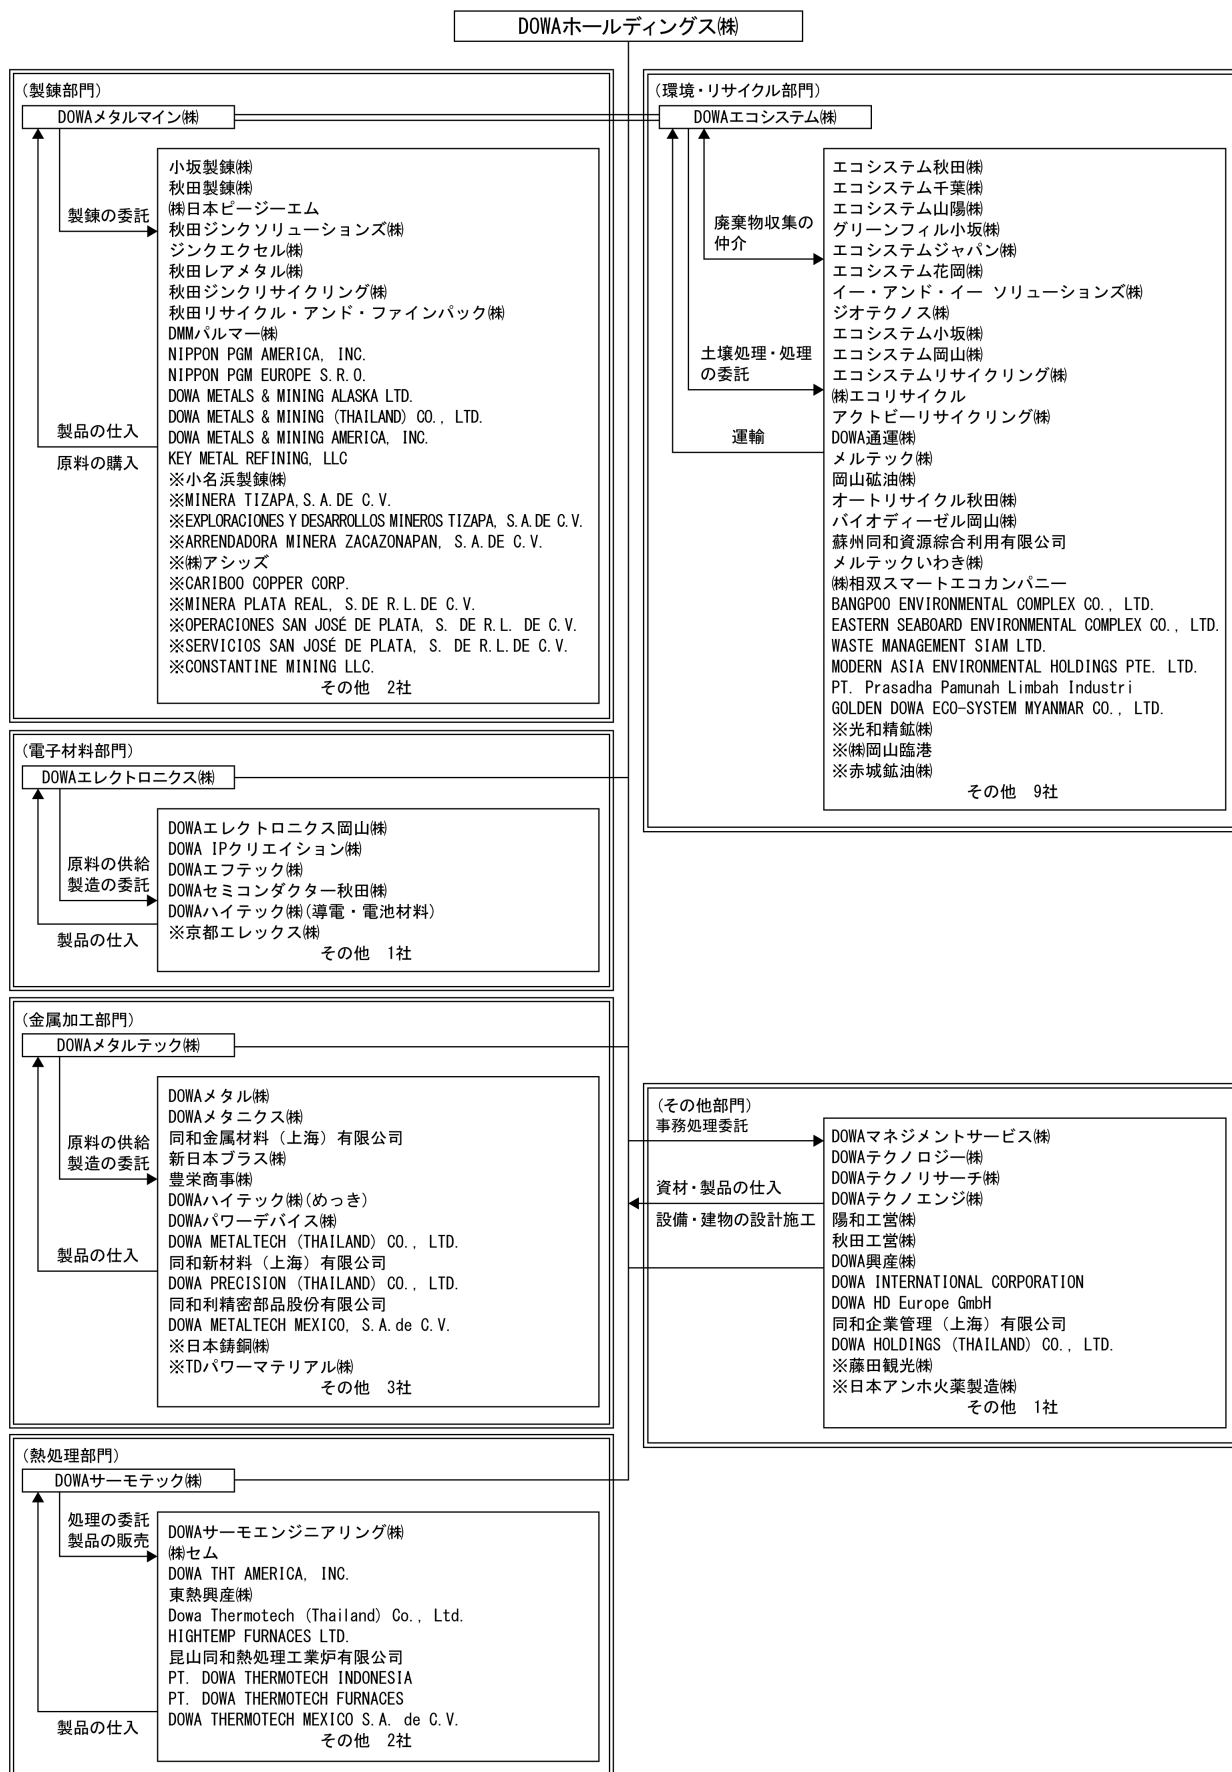 DOWAホールディングス㈱
(製錬部門)
DOWAメタルマイン㈱
製錬の委託
製品の仕入
原料の購入
小坂製錬㈱
秋田製錬㈱
㈱日本ピージーエム
秋田ジンクソリューションズ㈱
ジンクエクセル㈱
秋田レアメタル㈱
秋田ジンクリサイクリング㈱
秋田リサイクル・アンド・ファインパック㈱
DMMパルマー㈱
NIPPON PGM AMERICA, INC.
NIPPON PGM EUROPE S.R.O.
DOWA METALS & MINING ALASKA LTD.
DOWA METALS & MINING (THAILAND) CO., LTD.
DOWA METALS & MINING AMERICA, INC.
KEY METAL REFINING, LLC
※小名浜製錬㈱
※MINERA TIZAPA,S.A.DE C.V.
※EXPLORACIONES Y DESARROLLOS MINEROS TIZAPA, S.A.DE C.V.
※ARRENDADORA MINERA ZACAZONAPAN, S.A.DE C.V.
※㈱アシッズ
※CARIBOO COPPER CORP.
※MINERA PLATA REAL, S.DE R.L.DE C.V.
※OPERACIONES SAN JOSÉ DE PLATA, S. DE R.L. DE C.V.
※SERVICIOS SAN JOSÉ DE PLATA, S. DE R.L.DE C.V.
※CONSTANTINE MINING LLC.
その他 2社
(環境・リサイクル部門)
DOWAエコシステム㈱
廃棄物収集の
仲介
土壌処理・処理
の委託
運輸
エコシステム秋田㈱
エコシステム千葉㈱
エコシステム山陽㈱
グリーンフィル小坂㈱
エコシステムジャパン㈱
エコシステム花岡㈱
イー・アンド・イー ソリューションズ㈱
ジオテクノス㈱
エコシステム小坂㈱
エコシステム岡山㈱
エコシステムリサイクリング㈱
㈱エコリサイクル
アクトビーリサイクリング㈱
DOWA通運㈱
メルテック㈱
岡山砿油㈱
オートリサイクル秋田㈱
バイオディーゼル岡山㈱
蘇州同和資源綜合利用有限公司
メルテックいわき㈱
㈱相双スマートエコカンパニー
BANGPOO ENVIRONMENTAL COMPLEX CO., LTD.
EASTERN SEABOARD ENVIRONMENTAL COMPLEX CO., LTD.
WASTE MANAGEMENT SIAM LTD.
MODERN ASIA ENVIRONMENTAL HOLDINGS PTE. LTD.
PT. Prasadha Pamunah Limbah Industri
GOLDEN DOWA ECO-SYSTEM MYANMAR CO., LTD.
※光和精鉱㈱
※㈱岡山臨港
※赤城鉱油㈱
その他 9社
(電子材料部門)
DOWAエレクトロニクス㈱
原料の供給
製造の委託
製品の仕入
DOWAエレクトロニクス岡山㈱
DOWA IPクリエイション㈱
DOWAエフテック㈱
DOWAセミコンダクター秋田㈱
DOWAハイテック㈱(導電・電池材料)
※京都エレックス㈱
その他 1社
(金属加工部門)
DOWAメタルテック㈱
原料の供給
製造の委託
製品の仕入
DOWAメタル㈱
DOWAメタニクス㈱
同和金属材料(上海)有限公司
新日本ブラス㈱
豊栄商事㈱
DOWAハイテック㈱(めっき)
DOWAパワーデバイス㈱
DOWA METALTECH (THAILAND) CO., LTD.
同和新材料(上海)有限公司
DOWA PRECISION (THAILAND) CO., LTD.
同和利精密部品股份有限公司
DOWA METALTECH MEXICO, S.A.de C.V.
※日本鋳銅㈱
※TDパワーマテリアル㈱
その他 3社
(その他部門)
事務処理委託
資材・製品の仕入
設備・建物の設計施工
DOWAマネジメントサービス㈱
DOWAテクノロジー㈱
DOWAテクノリサーチ㈱
DOWAテクノエンジ㈱
陽和工営㈱
秋田工営㈱
DOWA興産㈱
DOWA INTERNATIONAL CORPORATION
DOWA HD Europe GmbH
同和企業管理(上海)有限公司
DOWA HOLDINGS (THAILAND) CO., LTD.
※藤田観光㈱
※日本アンホ火薬製造㈱
その他 1社
(熱処理部門)
DOWAサーモテック㈱
処理の委託
製品の販売
製品の仕入
DOWAサーモエンジニアリング㈱
㈱セム
DOWA THT AMERICA, INC.
東熱興産㈱
Dowa Thermotech (Thailand) Co., Ltd.
HIGHTEMP FURNACES LTD.
昆山同和熱処理工業炉有限公司
PT. DOWA THERMOTECH INDONESIA
PT. DOWA THERMOTECH FURNACES
DOWA THERMOTECH MEXICO S.A. de C.V.
その他 2社